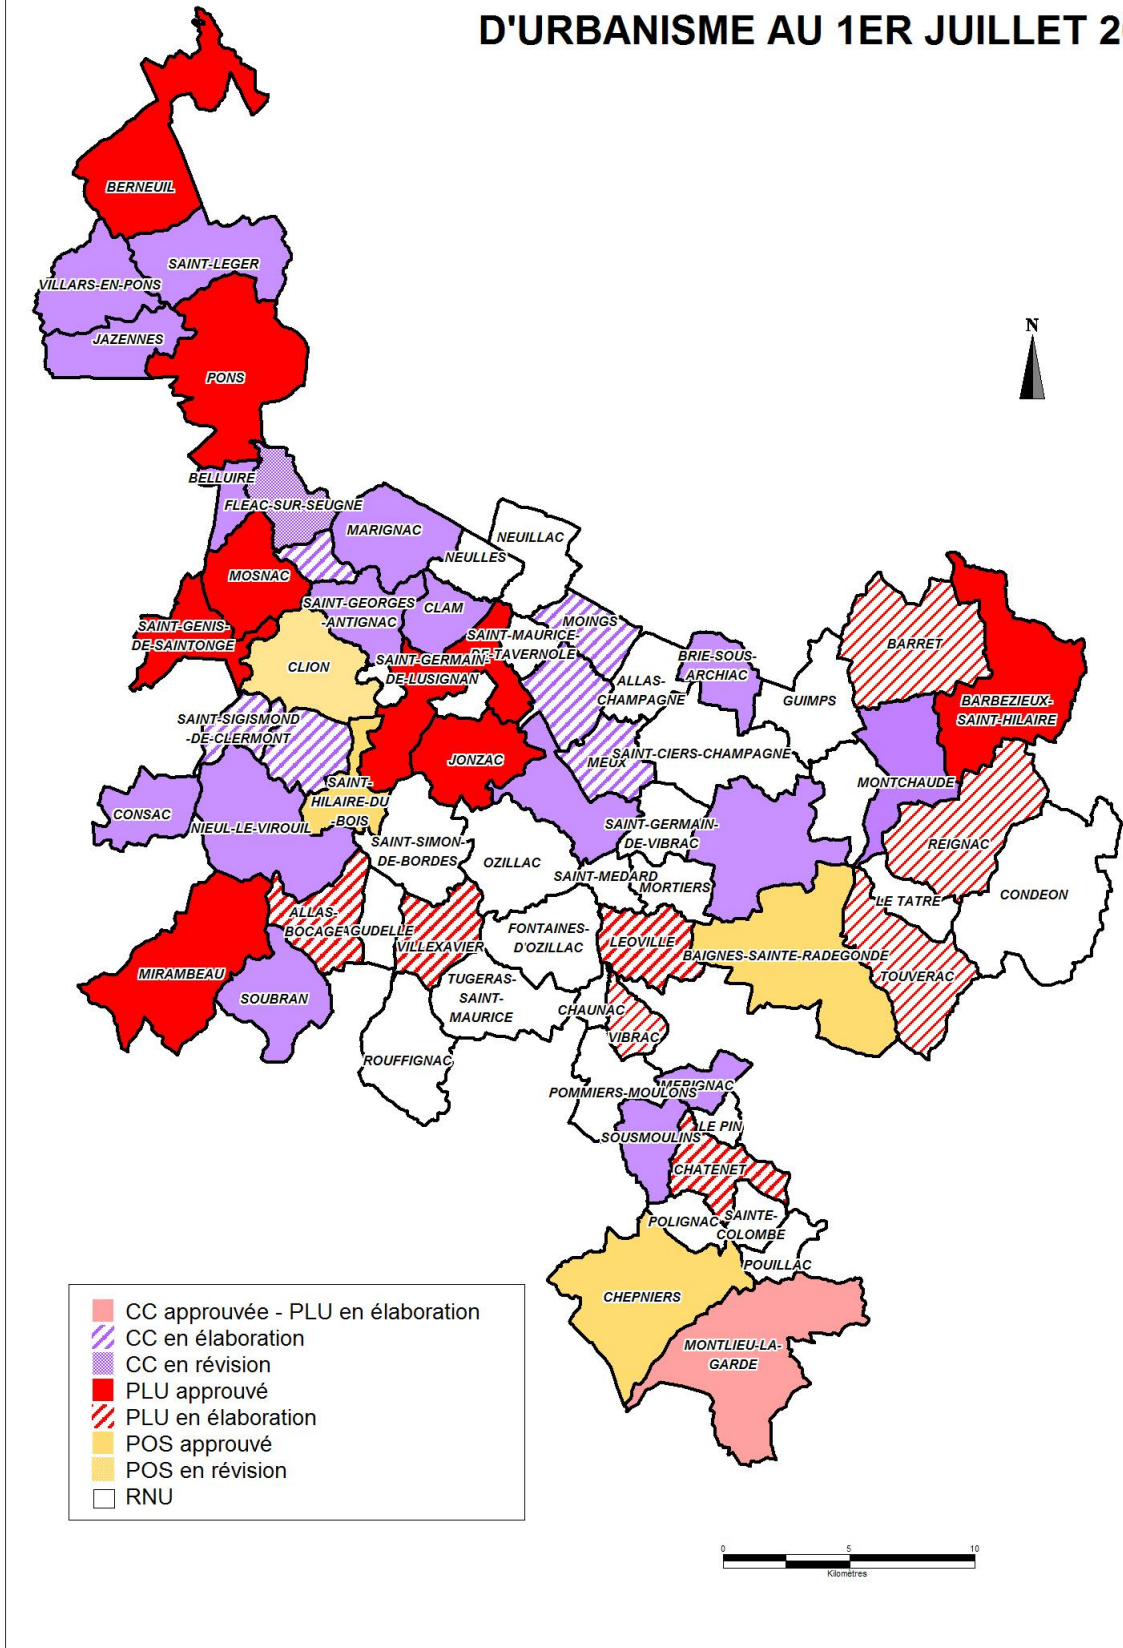 D'URBANISME AU 1ER JUILLET 20
BERNEUIL
SAINT-LEGER
VILLARS-EN-PONS
JAZENNES
N
PONS
BELLUIRE
FLEAC-SUR-SEUGNE
MARIGNAC
NEUILLAC
NEULLES
MOSNAC
SAINT-GEORGES
-ANTIGNAC
CLAM
MOINGS
SAINT-GENIS-
DE-SAINTONGE
SAINT-MAURICE-
DE-TAVERNOLE
BARRET
CLION
SAINT-GERMAIN-
DE-LUSIGNAN
BRIE-SOUS-
ARCHIAC
ALLAS-
CHAMPAGNE
GUIMPS
BARBEZIEUX-
SAINT-HILAIRE
SAINT-SIGISMOND
-DE-CLERMONT
JONZAC
MEUX
SAINT-CIERS-CHAMPAGNE
MONTCHAUDE
SAINT-
HILAIRE-DU
-BOIS
CONSAC
NIEUL-LE-VIROUIL
SAINT-GERMAIN-
DE-VIBRAC
SAINT-SIMON-
DE-BORDES
OZILLAC
REIGNAC
SAINT-MEDARD
MORTIERS
CONDEON
LE TATRE
ALLAS-
BOCAGE
AGUDELLE
VILLEXAVIER
FONTAINES-
D'OZILLAC
LEOVILLE
BAIGNES-SAINTE-RADEGONDE
MIRAMBEAU
TOUVERAC
SOUBRAN
TUGERAS-
SAINT-
MAURICE
CHAUNAC
VIBRAC
ROUFFIGNAC
MERIGNAC
POMMIERS-MOULONS
LE PIN
SOUSMOULINS
CHATENET
POLIGNAC
SAINTE-
COLOMBE
POUILLAC
CHEPNIERS
MONTLIEU-LA-
GARDE
CC approuvée - PLU en élaboration
CC en élaboration
CC en révision
PLU approuvé
PLU en élaboration
POS approuvé
POS en révision
RNU
0 5 10
Kilomètres